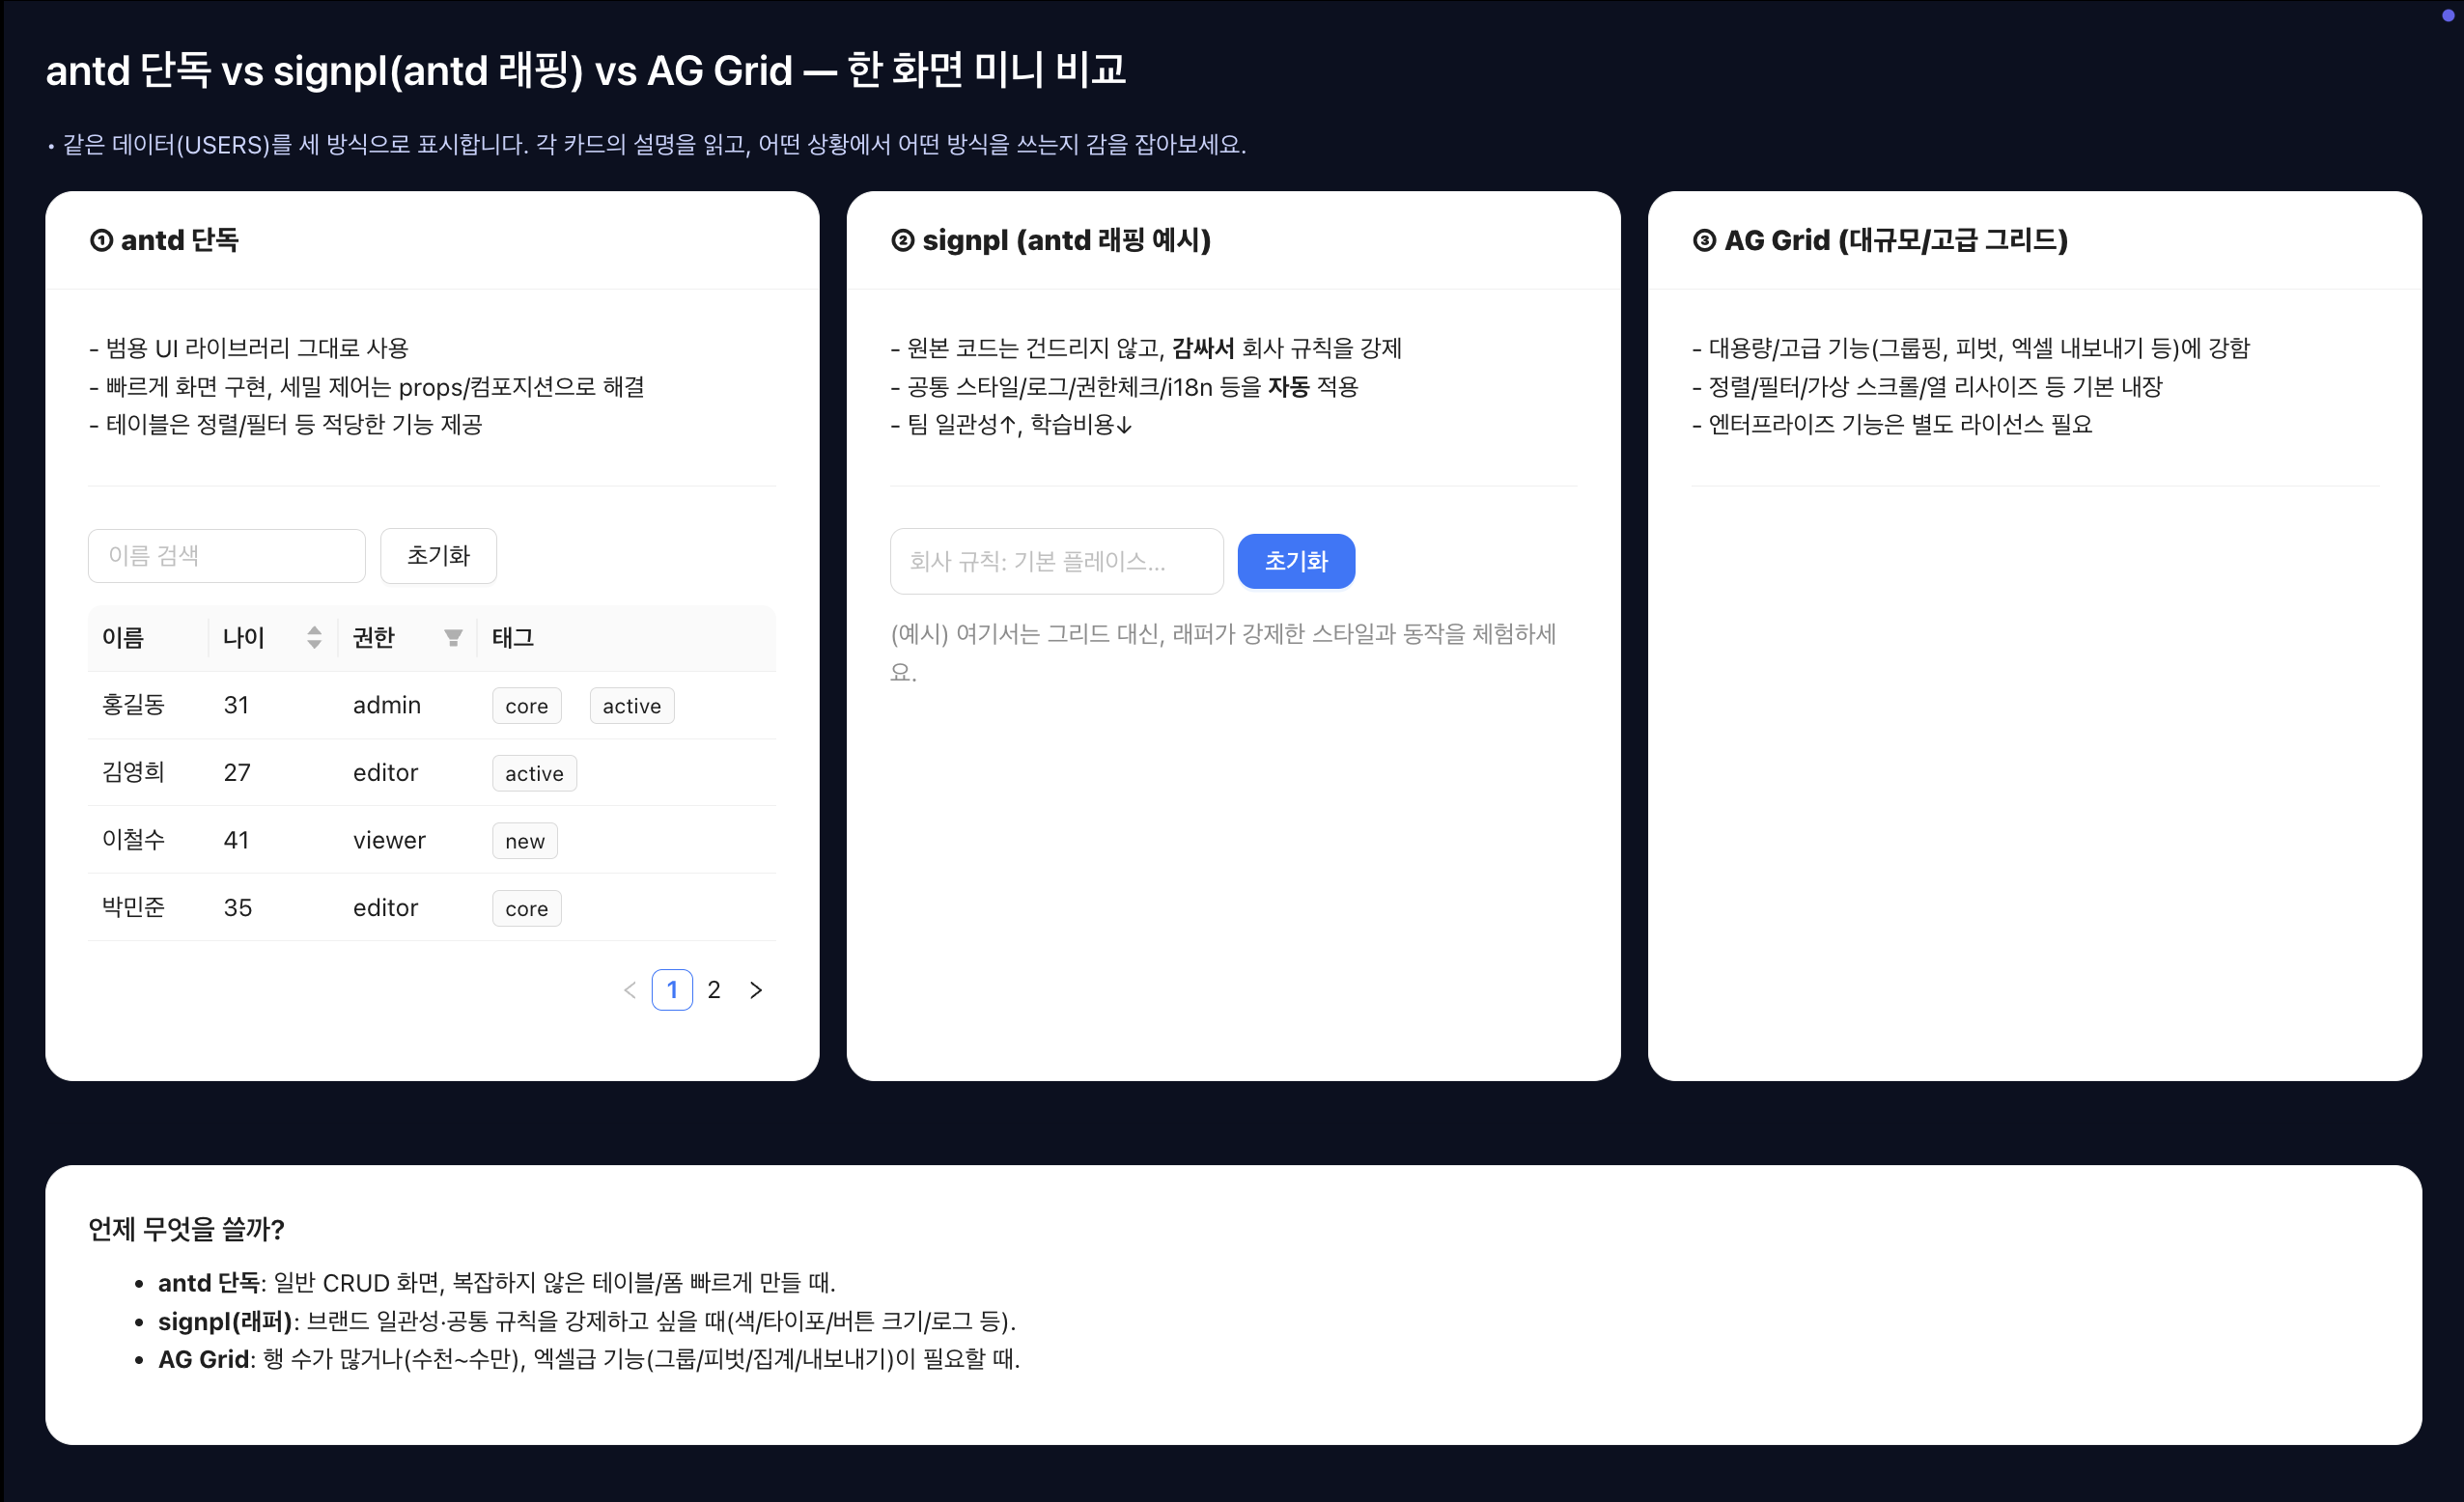 antd 단독 vs signpl(antd 래핑) vs AG Grid — 한 화면 미니 비교
• 같은 데이터(USERS)를 세 방식으로 표시합니다. 각 카드의 설명을 읽고, 어떤 상황에서 어떤 방식을 쓰는지 감을 잡아보세요.
① antd 단독
- 범용 UI 라이브러리 그대로 사용
- 빠르게 화면 구현, 세밀 제어는 props/컴포지션으로 해결
- 테이블은 정렬/필터 등 적당한 기능 제공
이름 검색 초기화
이름 나이 권한 태그
홍길동 31 admin core active
김영희 27 editor active
이철수 41 viewer new
박민준 35 editor core
< 1 2 >
② signpl (antd 래핑 예시)
- 원본 코드는 건드리지 않고, 감싸서 회사 규칙을 강제
- 공통 스타일/로그/권한체크/i18n 등을 자동 적용
- 팀 일관성↑, 학습비용↓
회사 규칙: 기본 플레이스... 초기화
(예시) 여기서는 그리드 대신, 래퍼가 강제한 스타일과 동작을 체험하세
요.
③ AG Grid (대규모/고급 그리드)
- 대용량/고급 기능(그룹핑, 피벗, 엑셀 내보내기 등)에 강함
- 정렬/필터/가상 스크롤/열 리사이즈 등 기본 내장
- 엔터프라이즈 기능은 별도 라이선스 필요
언제 무엇을 쓸까?
• antd 단독: 일반 CRUD 화면, 복잡하지 않은 테이블/폼 빠르게 만들 때.
• signpl(래퍼): 브랜드 일관성·공통 규칙을 강제하고 싶을 때(색/타이포/버튼 크기/로그 등).
• AG Grid: 행 수가 많거나(수천~수만), 엑셀급 기능(그룹/피벗/집계/내보내기)이 필요할 때.